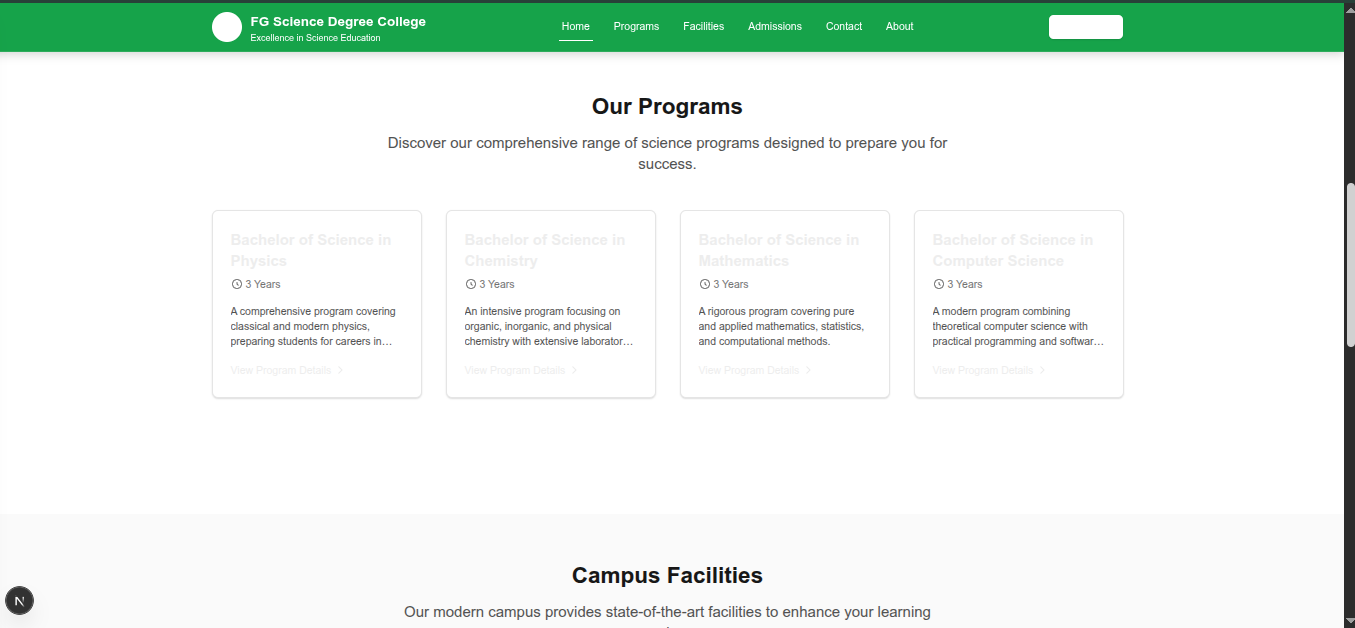 FG Science Degree College
Excellence in Science Education
Home Programs Facilities Admissions Contact About
Our Programs
Discover our comprehensive range of science programs designed to prepare you for
success.
Bachelor of Science in
Physics
3 Years
A comprehensive program covering
classical and modern physics,
preparing students for careers in...
View Program Details
Bachelor of Science in
Chemistry
3 Years
An intensive program focusing on
organic, inorganic, and physical
chemistry with extensive laborator...
View Program Details
Bachelor of Science in
Mathematics
3 Years
A rigorous program covering pure
and applied mathematics, statistics,
and computational methods.
View Program Details
Bachelor of Science in
Computer Science
3 Years
A modern program combining
theoretical computer science with
practical programming and softwar...
View Program Details
Campus Facilities
Our modern campus provides state-of-the-art facilities to enhance your learning
N